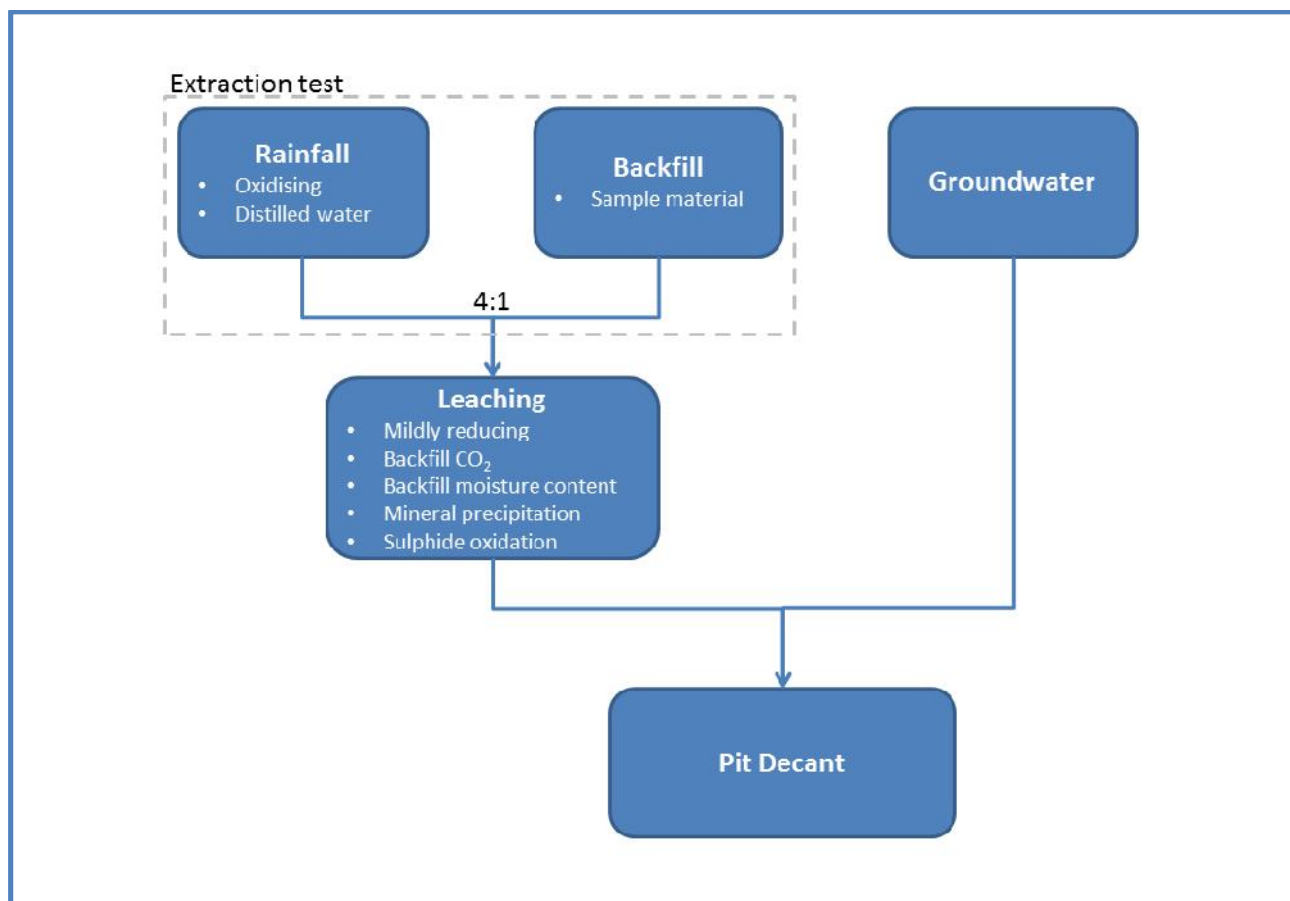 Extraction test
Rainfall
• Oxidising
• Distilled water
Backfill
• Sample material
Groundwater
4:1
Leaching
• Mildly reducing
• Backfill CO₂
• Backfill moisture content
• Mineral precipitation
• Sulphide oxidation
Pit Decant